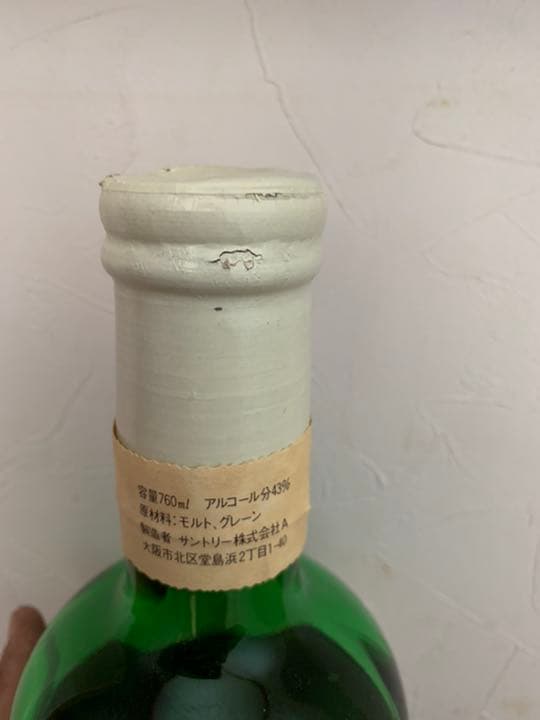 容量760ml アルコール分43%
原材料:モルト、グレーン
製造者 サントリー株式会社A
大阪市北区堂島浜2丁目1-40